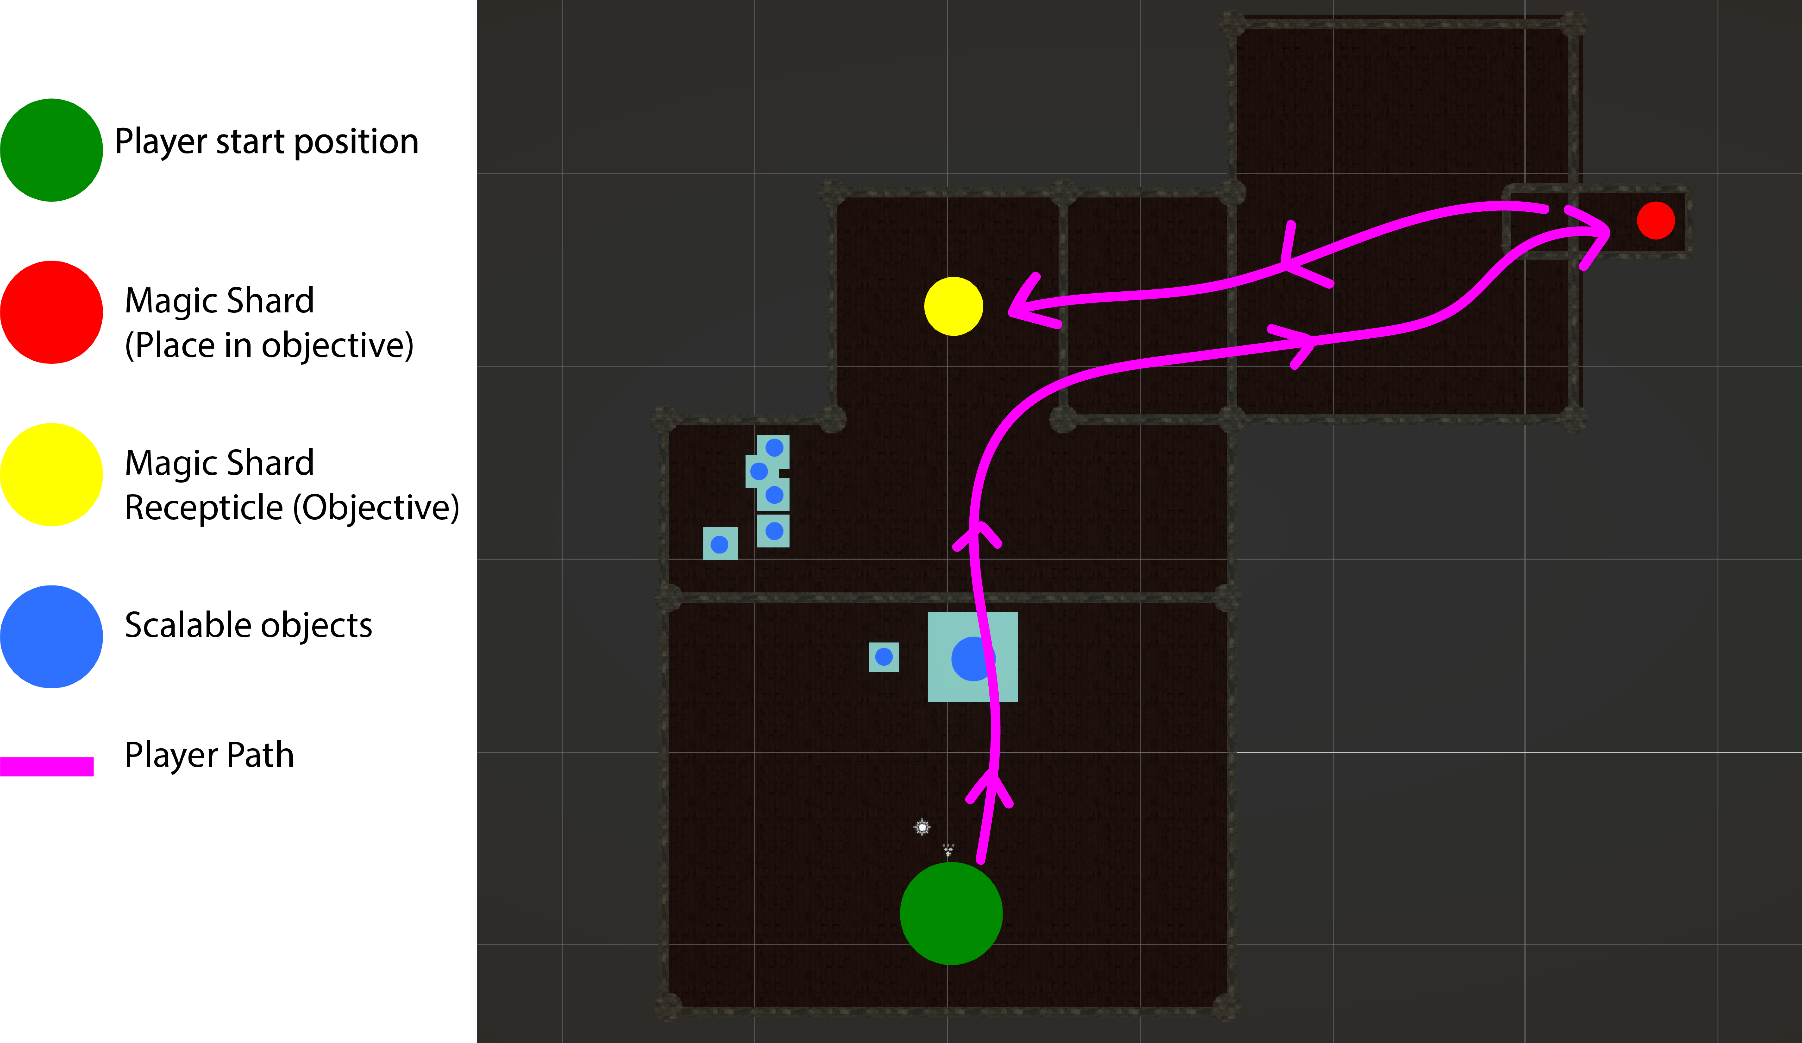 Player start position
Magic Shard
(Place in objective)
Magic Shard
Recepticle (Objective)
Scalable objects
Player Path